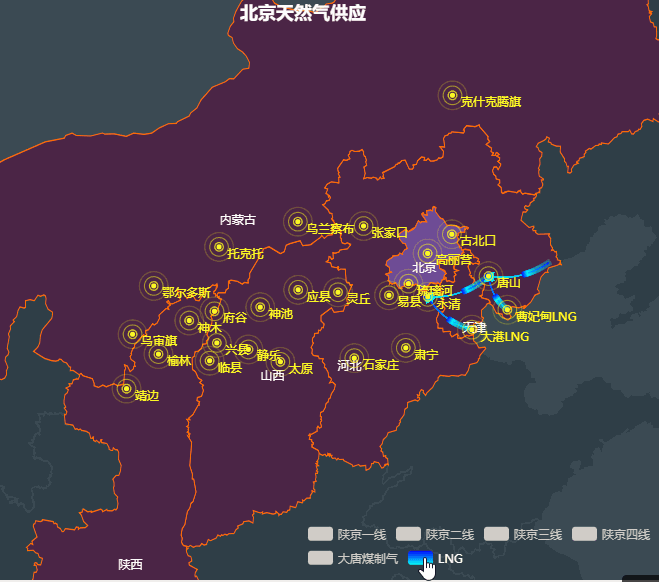 北京天然气供应
克什克腾旗
内蒙古
乌兰察布
张家口
古北口
托克托
高丽营
北京
唐山
鄂尔多斯
应县
灵丘
易县
琉璃河
永清
府谷
神池
曹妃甸LNG
神木
天津
大港LNG
乌审旗
兴县
静乐
肃宁
榆林
临县
太原
河北
石家庄
山西
靖边
陕京一线
陕京二线
陕京三线
陕京四线
大唐煤制气
LNG
陕西